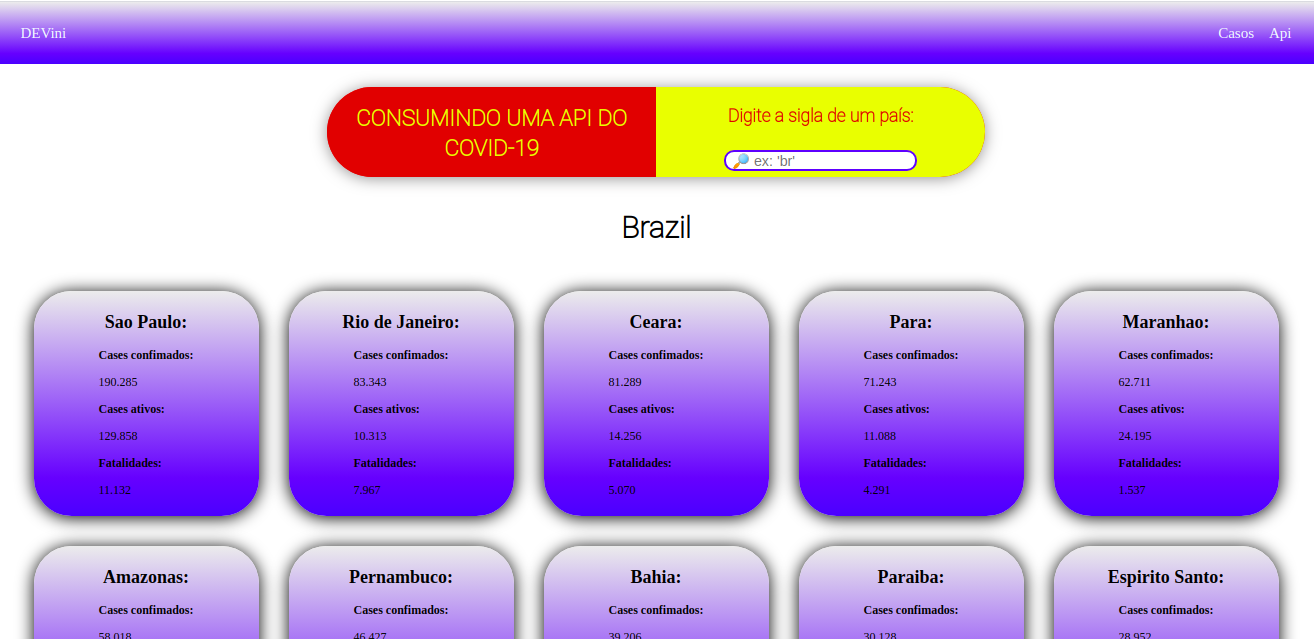 DEVini
Casos Api
CONSUMINDO UMA API DO
COVID-19
Digite a sigla de um país:
🔎 ex: 'br'
Brazil
Sao Paulo:
Cases confimados:
190.285
Cases ativos:
129.858
Fatalidades:
11.132
Rio de Janeiro:
Cases confimados:
83.343
Cases ativos:
10.313
Fatalidades:
7.967
Ceara:
Cases confimados:
81.289
Cases ativos:
14.256
Fatalidades:
5.070
Para:
Cases confimados:
71.243
Cases ativos:
11.088
Fatalidades:
4.291
Maranhao:
Cases confimados:
62.711
Cases ativos:
24.195
Fatalidades:
1.537
Amazonas:
Cases confimados:
58.018
Pernambuco:
Cases confimados:
46.427
Bahia:
Cases confimados:
39.206
Paraiba:
Cases confimados:
30.128
Espirito Santo:
Cases confimados:
28.952